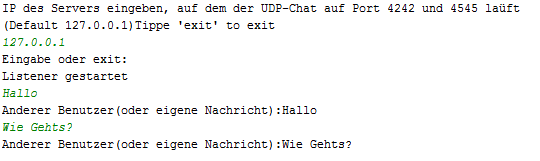 IP des Servers eingeben, auf dem der UDP-Chat auf Port 4242 und 4545 laüft
(Default 127.0.0.1)Tippe 'exit' to exit
127.0.0.1
Eingabe oder exit:
Listener gestartet
Hallo
Anderer Benutzer(oder eigene Nachricht):Hallo
Wie Gehts?
Anderer Benutzer(oder eigene Nachricht):Wie Gehts?